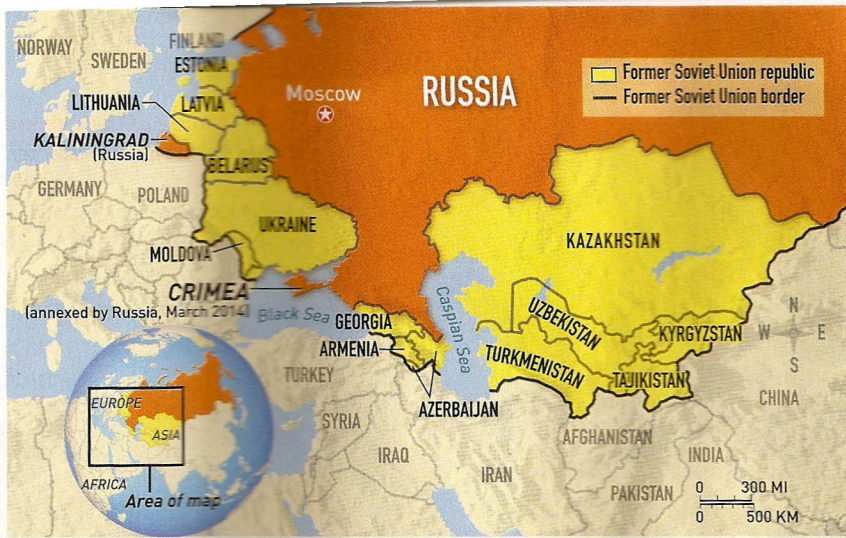 NORWAY
SWEDEN
FINLAND
ESTONIA
LATVIA
LITHUANIA
KALININGRAD
(Russia)
BELARUS
GERMANY
POLAND
UKRAINE
MOLDOVA
CRIMEA
(annexed by Russia, March 2014)
Black Sea
Moscow
RUSSIA
Former Soviet Union republic
Former Soviet Union border
KAZAKHSTAN
Caspian Sea
GEORGIA
ARMENIA
AZERBAIJAN
UZBEKISTAN
TURKMENISTAN
KYRGYZSTAN
TAJIKISTAN
N
W
E
S
CHINA
TURKEY
SYRIA
IRAQ
IRAN
AFGHANISTAN
PAKISTAN
INDIA
EUROPE
ASIA
AFRICA
Area of map
0 300 MI
0 500 KM